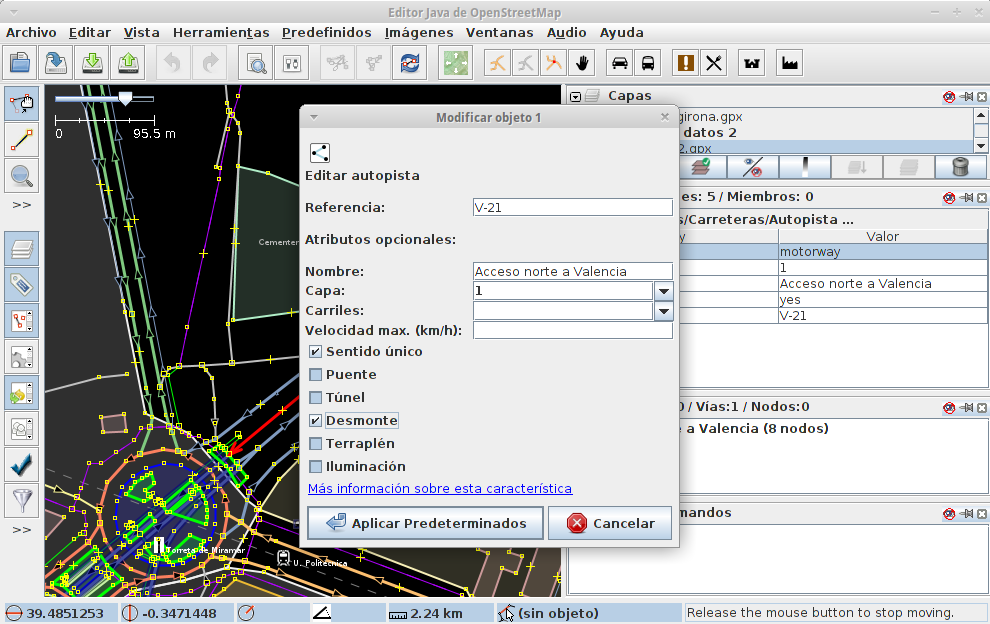 Editor Java de OpenStreetMap
Archivo Editar Vista Herramientas Predefinidos Imágenes Ventanas Audio Ayuda
0 95.5 m
>>
>>
Cementer
Torreta de Miramar
U. Politécnica
Modificar objeto 1
Editar autopista
Referencia: V-21
Atributos opcionales:
Nombre: Acceso norte a Valencia
Capa: 1
Carriles:
Velocidad max. (km/h):
Sentido único
Puente
Túnel
Desmonte
Terraplén
Iluminación
Más información sobre esta característica
Aplicar Predeterminados Cancelar
Capas
girona.gpx
datos 2
2.gpx
es: 5 / Miembros: 0
s/Carreteras/Autopista ...
y Valor
motorway
1
Acceso norte a Valencia
yes
V-21
0 / Vías:1 / Nodos:0
e a Valencia (8 nodos)
mandos
39.4851253 -0.3471448 2.24 km (sin objeto) Release the mouse button to stop moving.